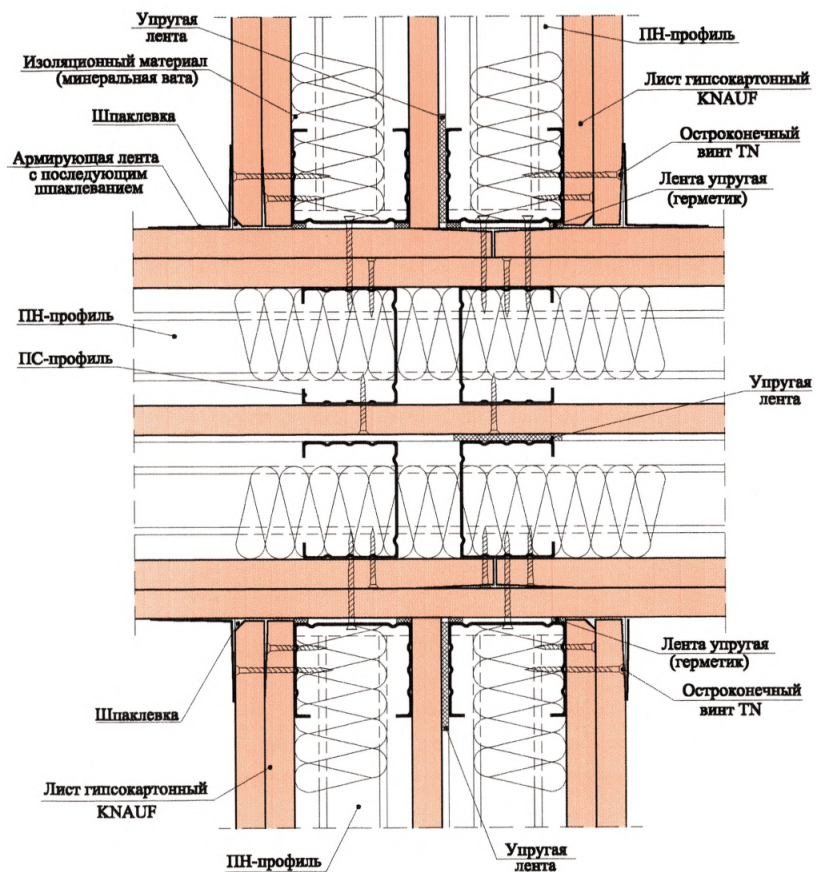 Упругая
лента
ПН-профиль
Изоляционный материал
(минеральная вата)
Лист гипсокартонный
KNAUF
Шпаклевка
Остроконечный
винт TN
Армирующая лента
с последующим
шпаклеванием
Лента упругая
(герметик)
ПН-профиль
ПС-профиль
Упругая
лента
Лента упругая
(герметик)
Остроконечный
винт TN
Шпаклевка
Лист гипсокартонный
KNAUF
ПН-профиль
Упругая
лента